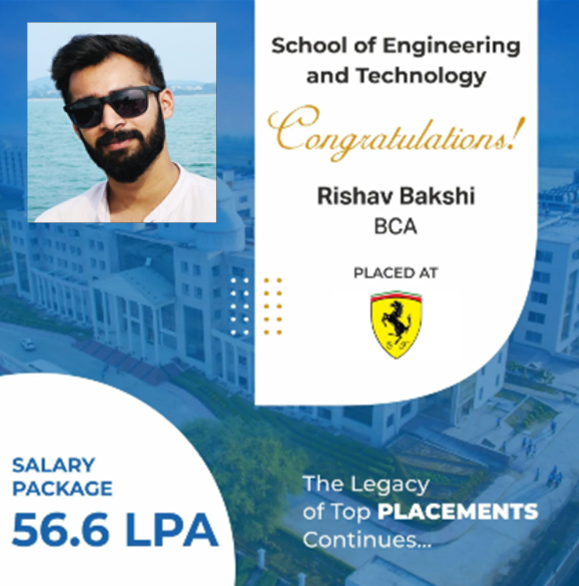 School of Engineering
and Technology
Congratulations!
Rishav Bakshi
BCA
PLACED AT
S F
SALARY
PACKAGE
56.6 LPA
The Legacy
of Top PLACEMENTS
Continues...